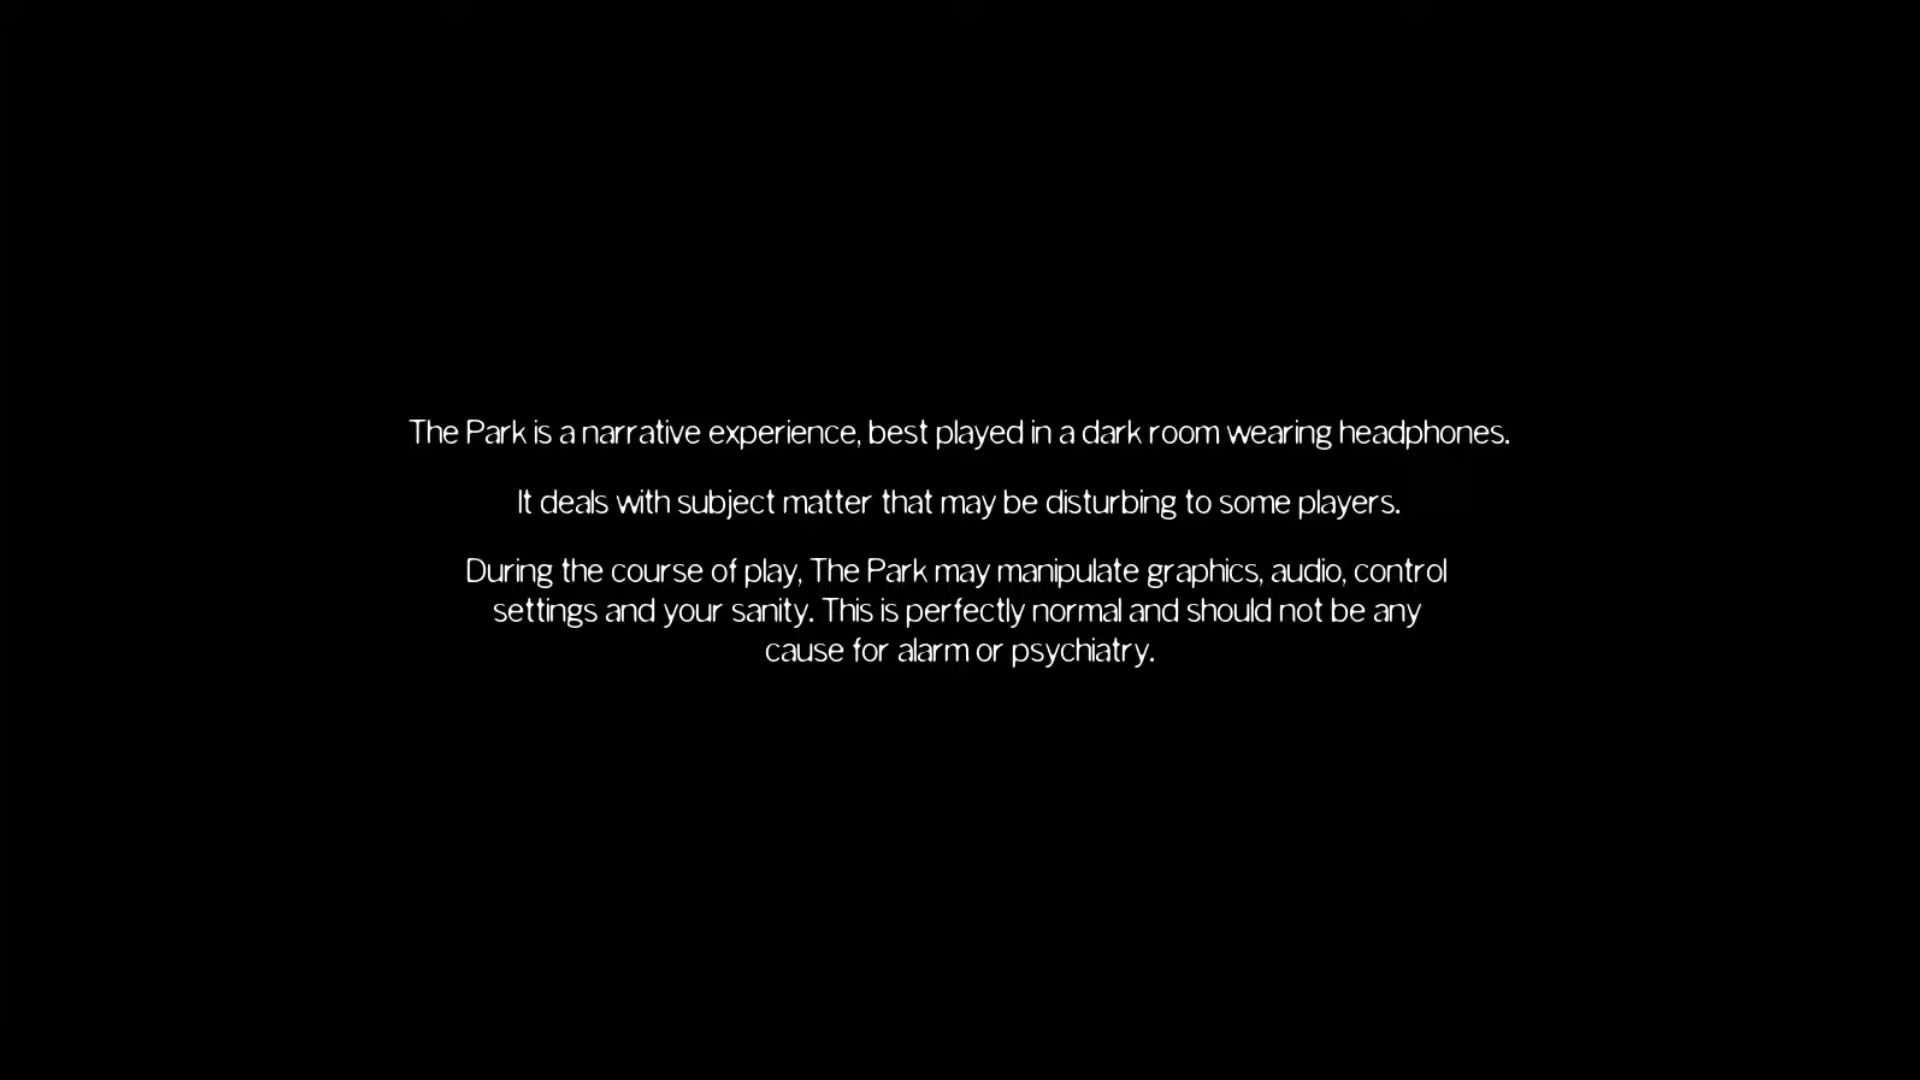 The Park is a narrative experience, best played in a dark room wearing headphones.
It deals with subject matter that may be disturbing to some players.
During the course of play, The Park may manipulate graphics, audio, control
settings and your sanity. This is perfectly normal and should not be any
cause for alarm or psychiatry.